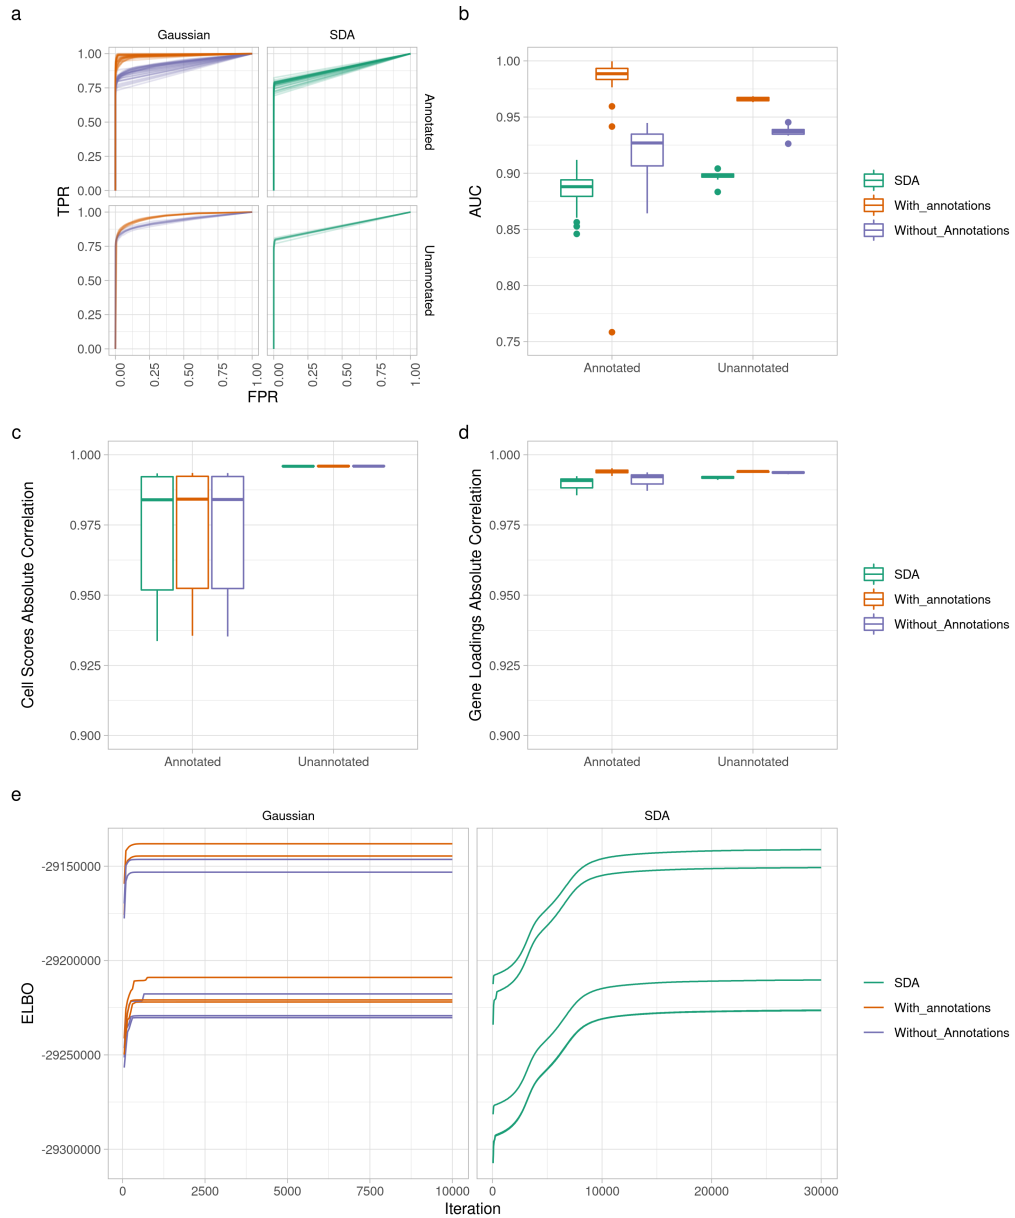 a
Gaussian
SDA
1.00
0.75
0.50
0.25
0.00
Annotated
1.00
0.75
0.50
0.25
0.00
Unannotated
TPR
0.00
0.25
0.50
0.75
1.00
0.00
0.25
0.50
0.75
1.00
FPR
b
1.00
0.95
0.90
0.85
0.80
0.75
AUC
Annotated
Unannotated
SDA
With_annotations
Without_Annotations
c
1.000
0.975
0.950
0.925
0.900
Cell Scores Absolute Correlation
Annotated
Unannotated
d
1.000
0.975
0.950
0.925
0.900
Gene Loadings Absolute Correlation
Annotated
Unannotated
SDA
With_annotations
Without_Annotations
e
Gaussian
SDA
-29150000
-29200000
-29250000
-29300000
ELBO
0
2500
5000
7500
10000
0
10000
20000
30000
Iteration
SDA
With_annotations
Without_Annotations